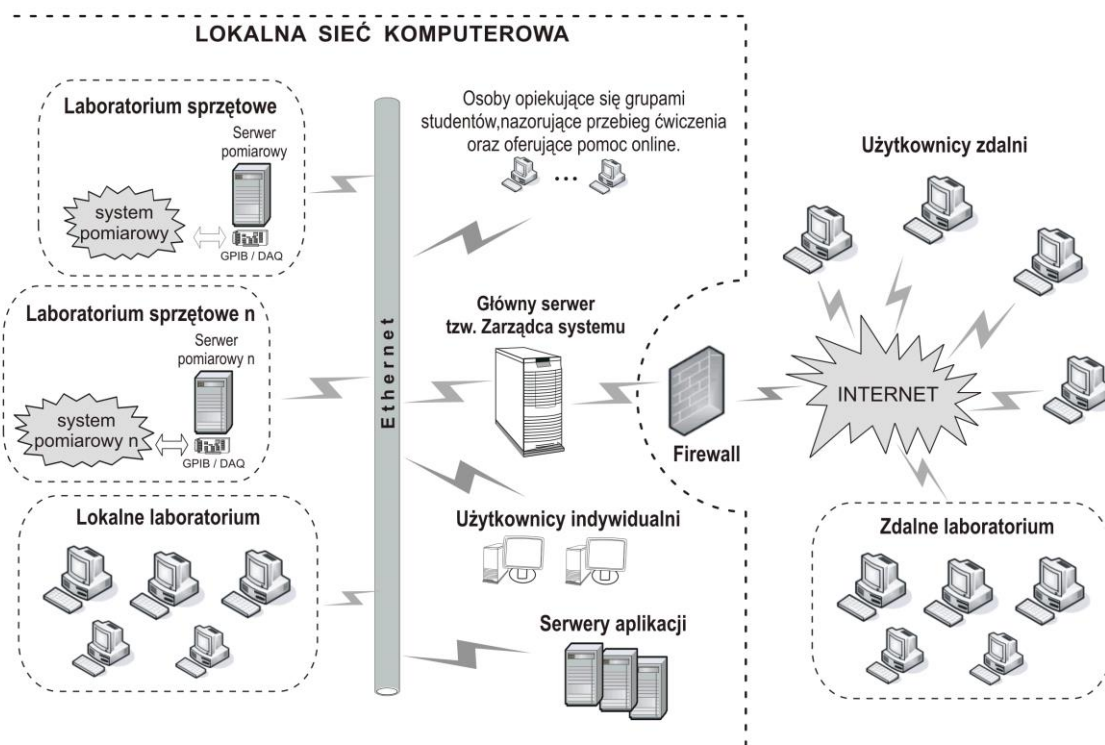 LOKALNA SIEĆ KOMPUTEROWA
Laboratorium sprzętowe
Serwer
pomiarowy
system
pomiarowy
GPIB / DAQ
Laboratorium sprzętowe n
Serwer
pomiarowy n
system
pomiarowy n
GPIB / DAQ
Lokalne laboratorium
Ethernet
Osoby opiekujące się grupami
studentów,nazorujące przebieg ćwiczenia
oraz oferujące pomoc online.
...
Główny serwer
tzw. Zarządca systemu
Firewall
Użytkownicy indywidualni
Serwery aplikacji
Użytkownicy zdalni
INTERNET
Zdalne laboratorium